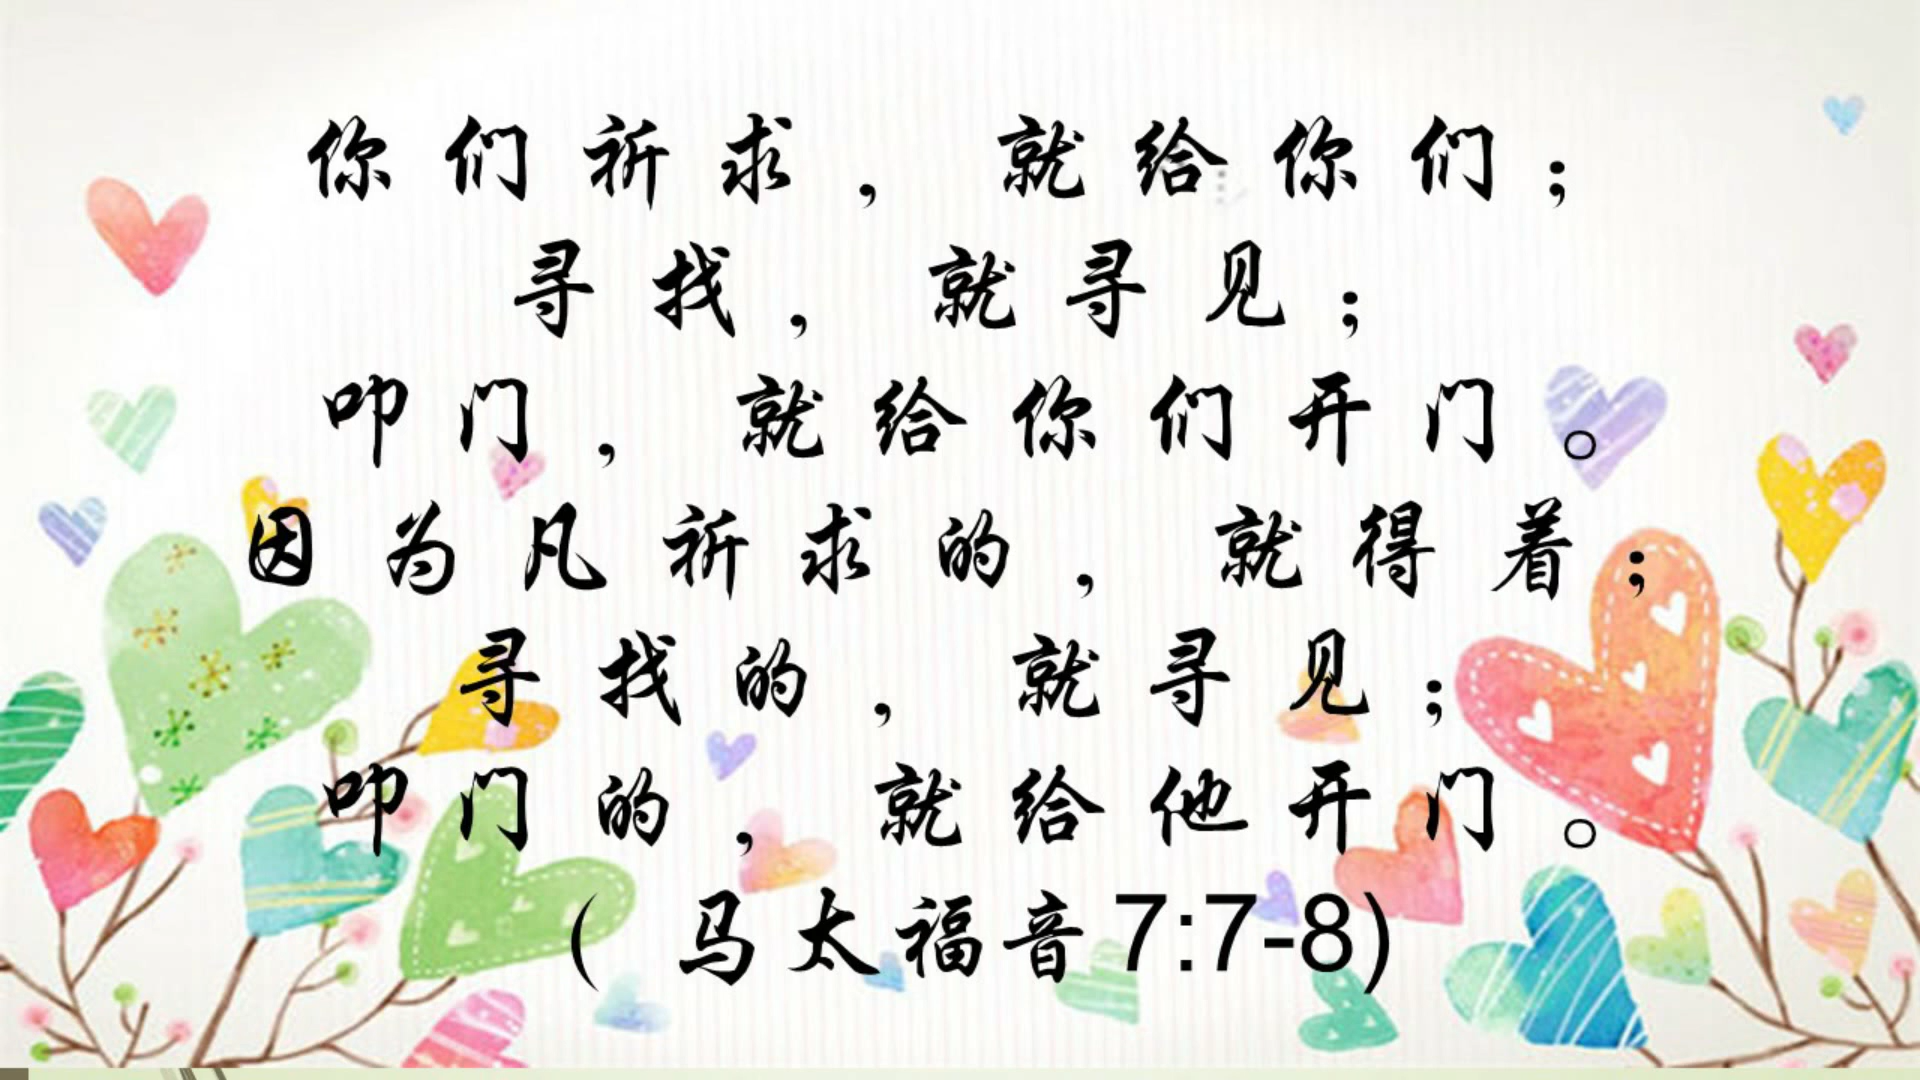 你们祈求，就给你们；
寻找，就寻见；
叩门，就给你们开门。
因为凡祈求的，就得着；
寻找的，就寻见；
叩门的，就给他开门。
（马太福音7:7-8)